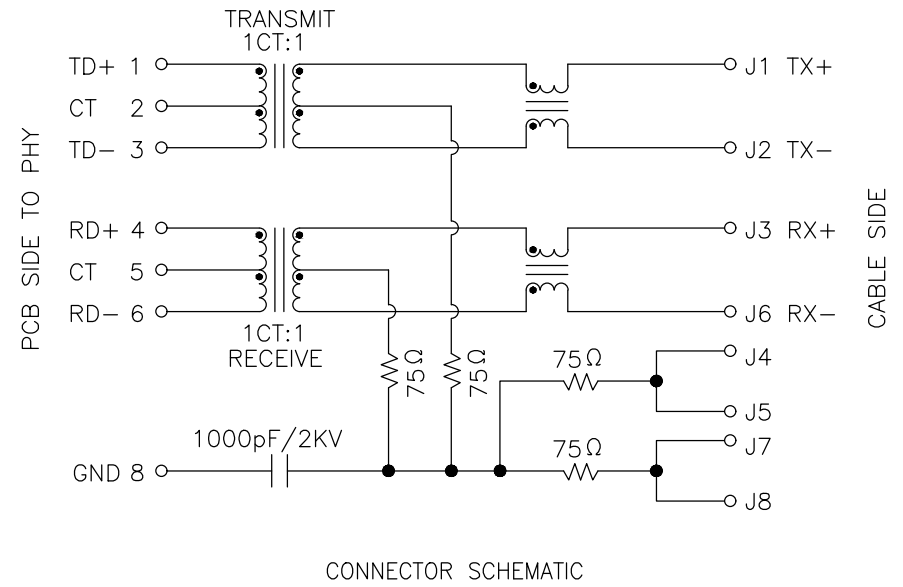 TRANSMIT
1CT:1
TD+ 1
J1 TX+
CT 2
TD- 3
J2 TX-
PCB SIDE TO PHY
CABLE SIDE
RD+ 4
J3 RX+
CT 5
RD- 6
J6 RX-
1CT:1
RECEIVE
75Ω
75Ω
75Ω
J4
J5
1000pF/2KV
75Ω
J7
GND 8
J8
CONNECTOR SCHEMATIC